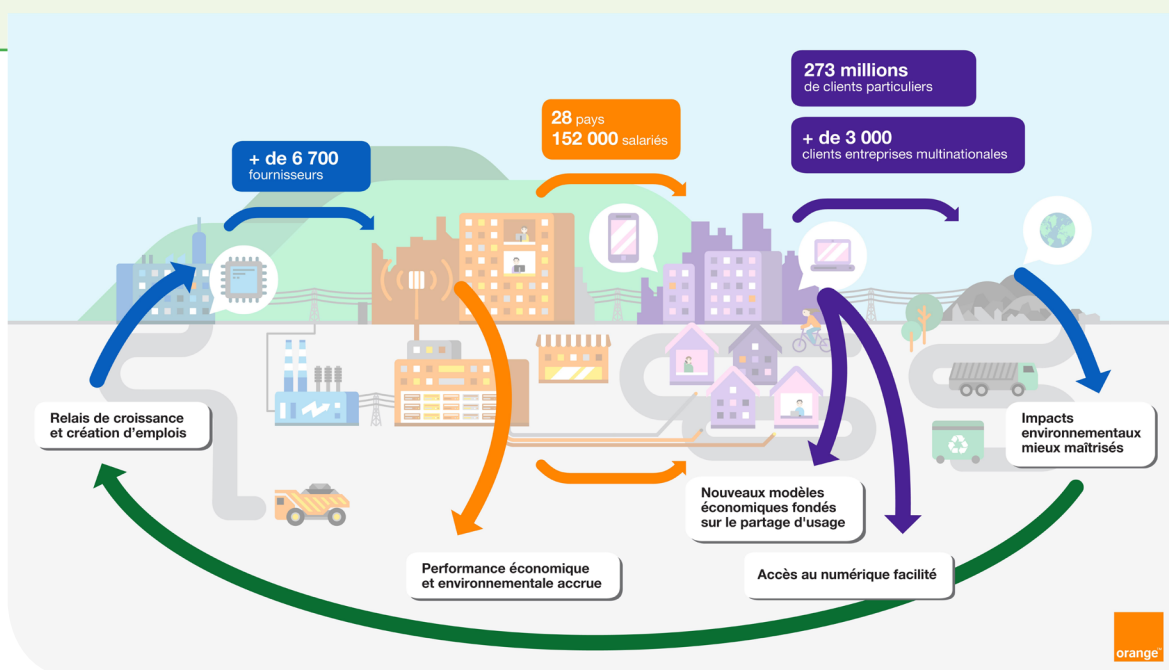 273 millions
de clients particuliers
28 pays
152 000 salariés
+ de 3 000
clients entreprises multinationales
+ de 6 700
fournisseurs
Relais de croissance
et création d'emplois
Impacts
environnementaux
mieux maîtrisés
Nouveaux modèles
économiques fondés
sur le partage d'usage
Performance économique
et environnementale accrue
Accès au numérique facilité
orange™